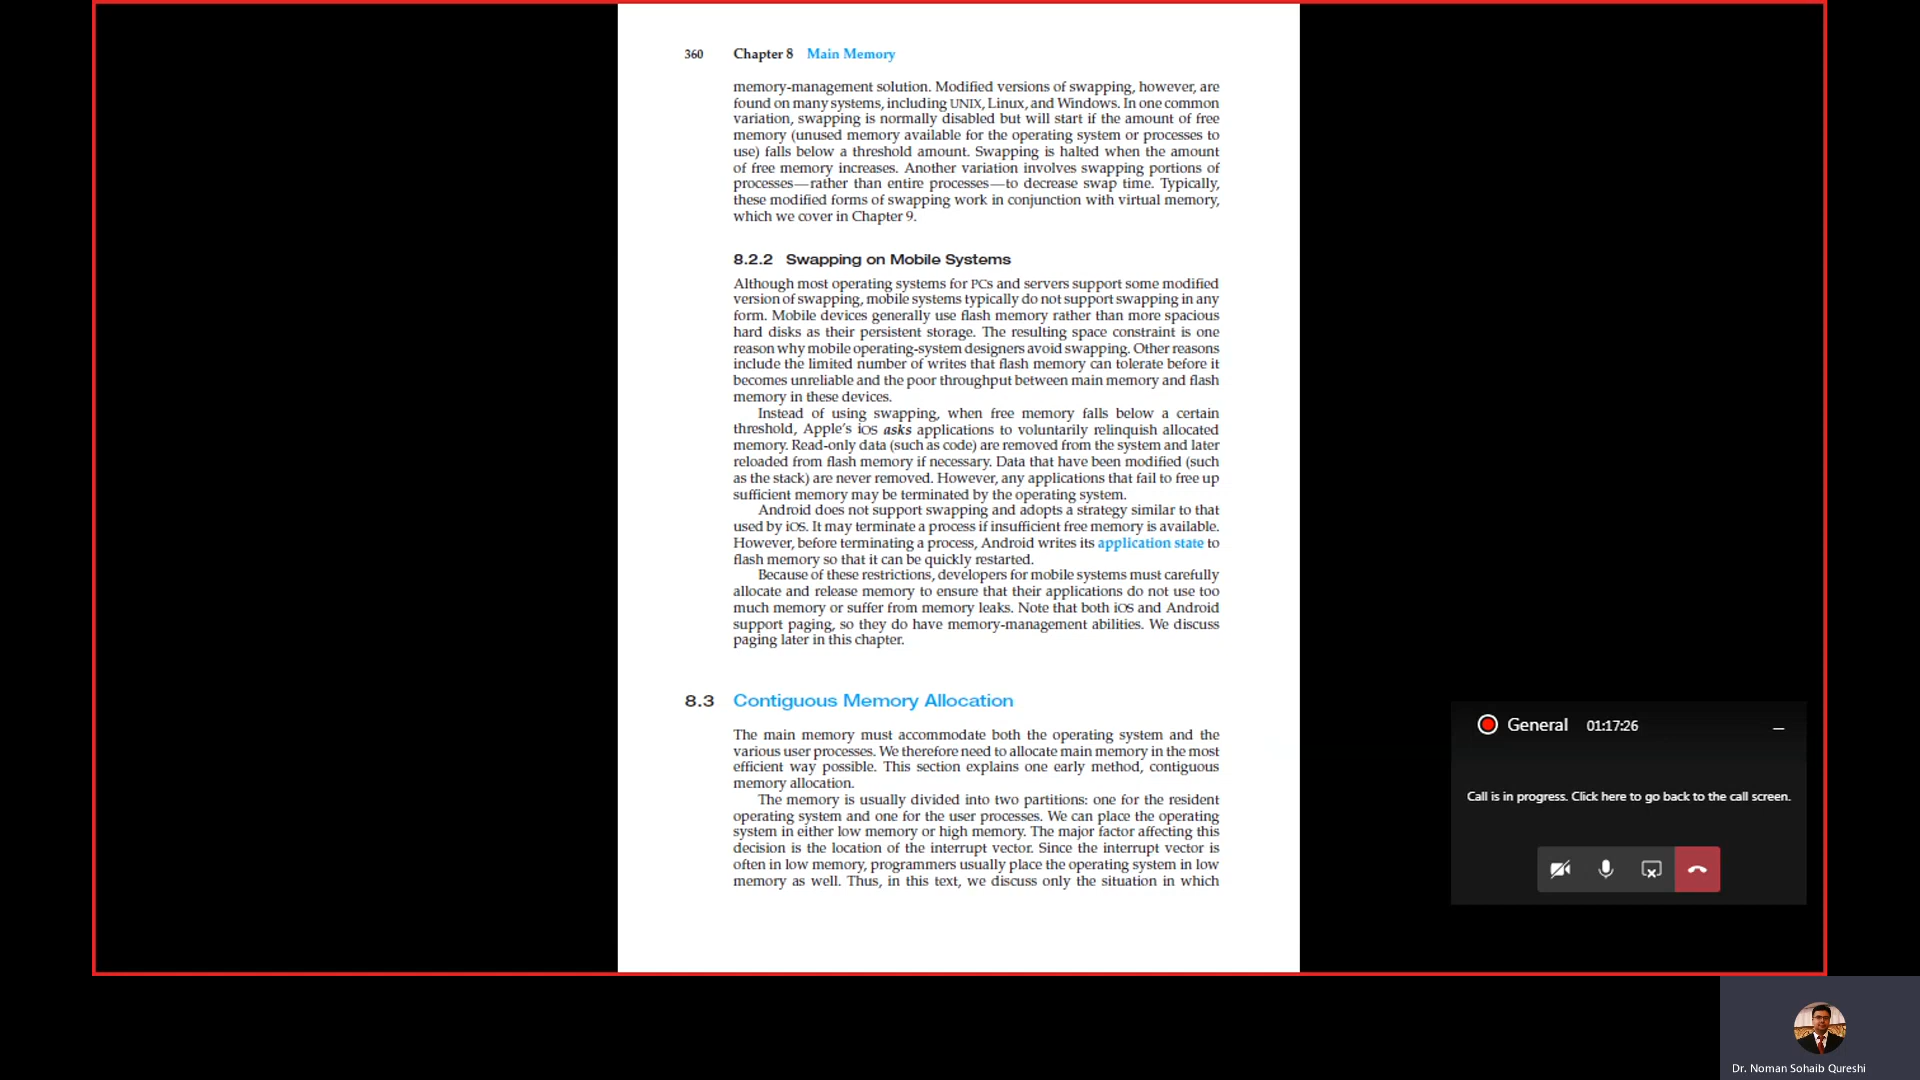 360 Chapter 8 Main Memory
memory-management solution. Modified versions of swapping, however, are
found on many systems, including UNIX, Linux, and Windows. In one common
variation, swapping is normally disabled but will start if the amount of free
memory (unused memory available for the operating system or processes to
use) falls below a threshold amount. Swapping is halted when the amount
of free memory increases. Another variation involves swapping portions of
processes—rather than entire processes—to decrease swap time. Typically,
these modified forms of swapping work in conjunction with virtual memory,
which we cover in Chapter 9.
8.2.2 Swapping on Mobile Systems
Although most operating systems for PCs and servers support some modified
version of swapping, mobile systems typically do not support swapping in any
form. Mobile devices generally use flash memory rather than more spacious
hard disks as their persistent storage. The resulting space constraint is one
reason why mobile operating-system designers avoid swapping. Other reasons
include the limited number of writes that flash memory can tolerate before it
becomes unreliable and the poor throughput between main memory and flash
memory in these devices.
Instead of using swapping, when free memory falls below a certain
threshold, Apple's iOS asks applications to voluntarily relinquish allocated
memory. Read-only data (such as code) are removed from the system and later
reloaded from flash memory if necessary. Data that have been modified (such
as the stack) are never removed. However, any applications that fail to free up
sufficient memory may be terminated by the operating system.
Android does not support swapping and adopts a strategy similar to that
used by iOS. It may terminate a process if insufficient free memory is available.
However, before terminating a process, Android writes its application state to
flash memory so that it can be quickly restarted.
Because of these restrictions, developers for mobile systems must carefully
allocate and release memory to ensure that their applications do not use too
much memory or suffer from memory leaks. Note that both iOS and Android
support paging, so they do have memory-management abilities. We discuss
paging later in this chapter.
8.3 Contiguous Memory Allocation
The main memory must accommodate both the operating system and the
various user processes. We therefore need to allocate main memory in the most
efficient way possible. This section explains one early method, contiguous
memory allocation.
The memory is usually divided into two partitions: one for the resident
operating system and one for the user processes. We can place the operating
system in either low memory or high memory. The major factor affecting this
decision is the location of the interrupt vector. Since the interrupt vector is
often in low memory, programmers usually place the operating system in low
memory as well. Thus, in this text, we discuss only the situation in which
General 01:17:26
Call is in progress. Click here to go back to the call screen.
Dr. Noman Sohaib Qureshi